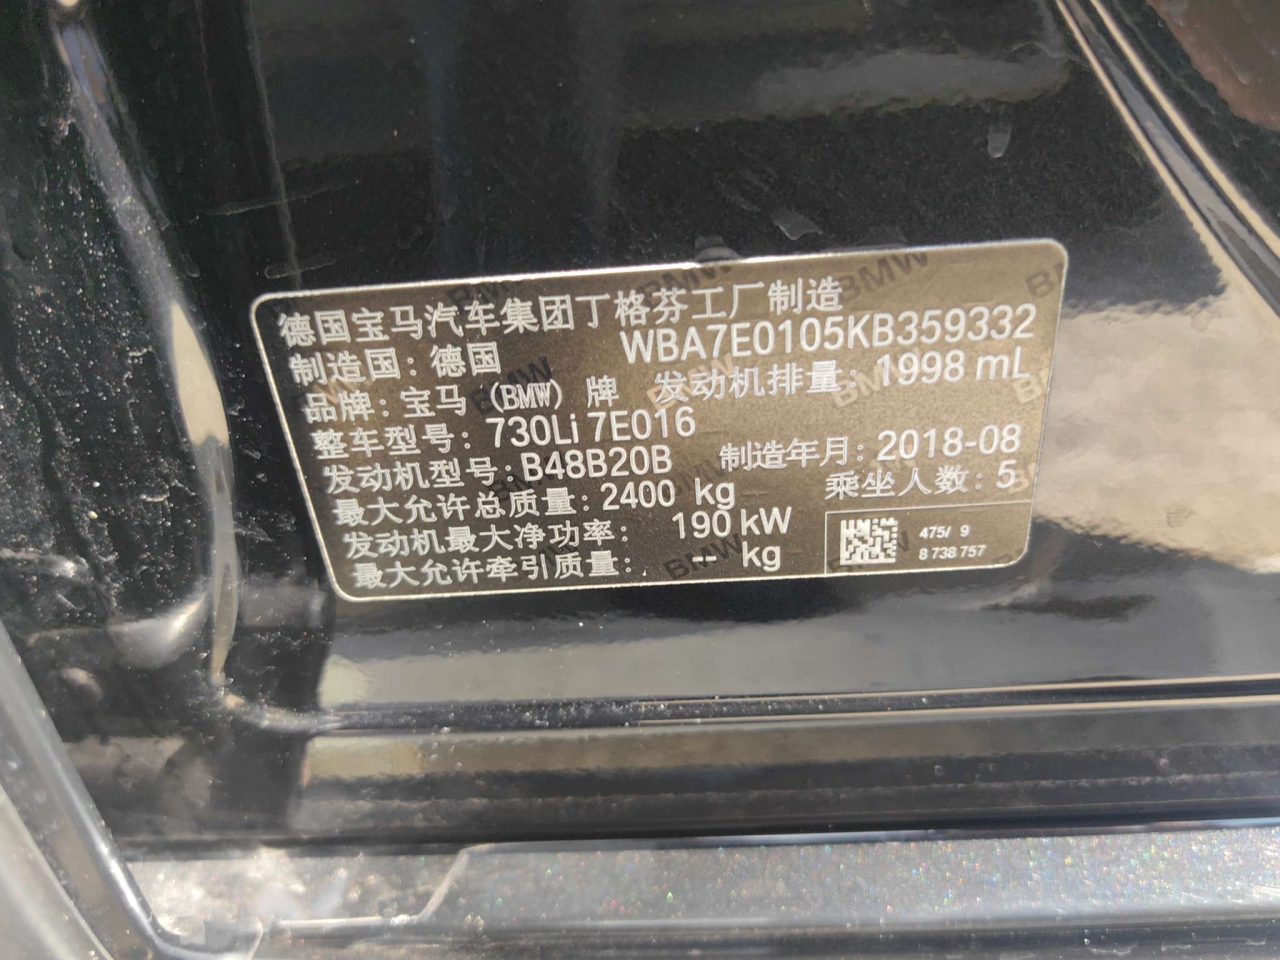 德国宝马汽车集团丁格芬工厂制造
制造国：德国 WBA7E0105KB359332
品牌：宝马 (BMW) 牌 发动机排量：1998 mL
整车型号：730Li 7E016
发动机型号：B48B20B 制造年月：2018-08
最大允许总质量：2400 kg 乘坐人数：5
发动机最大净功率：190 kW
最大允许牵引质量：-- kg
475/ 9
8 738 757